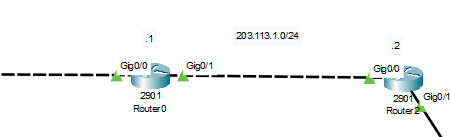 .1
203.113.1.0/24
.2
Gig0/0
Gig0/1
2901
Router0
Gig0/0
2901
Router2
Gig0/1